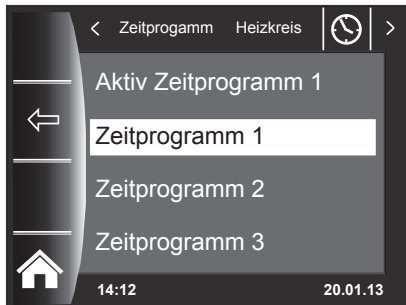 < Zeitprogamm Heizkreis >
Aktiv Zeitprogramm 1
Zeitprogramm 1
Zeitprogramm 2
Zeitprogramm 3
14:12 20.01.13